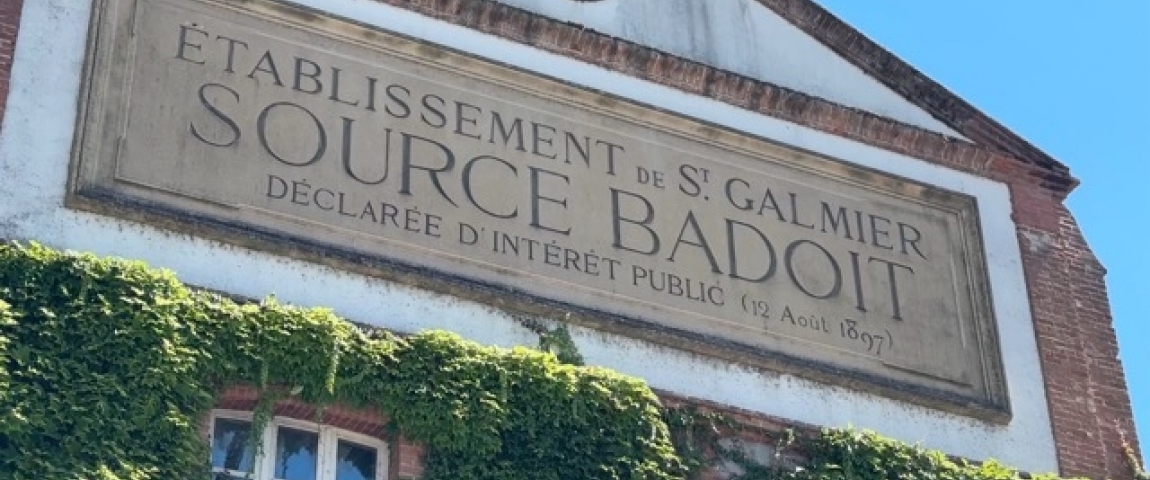 ÉTABLISSEMENT DE ST. GALMIER
SOURCE BADOIT
DÉCLARÉE D'INTÉRÊT PUBLIC (12 Août 1897)